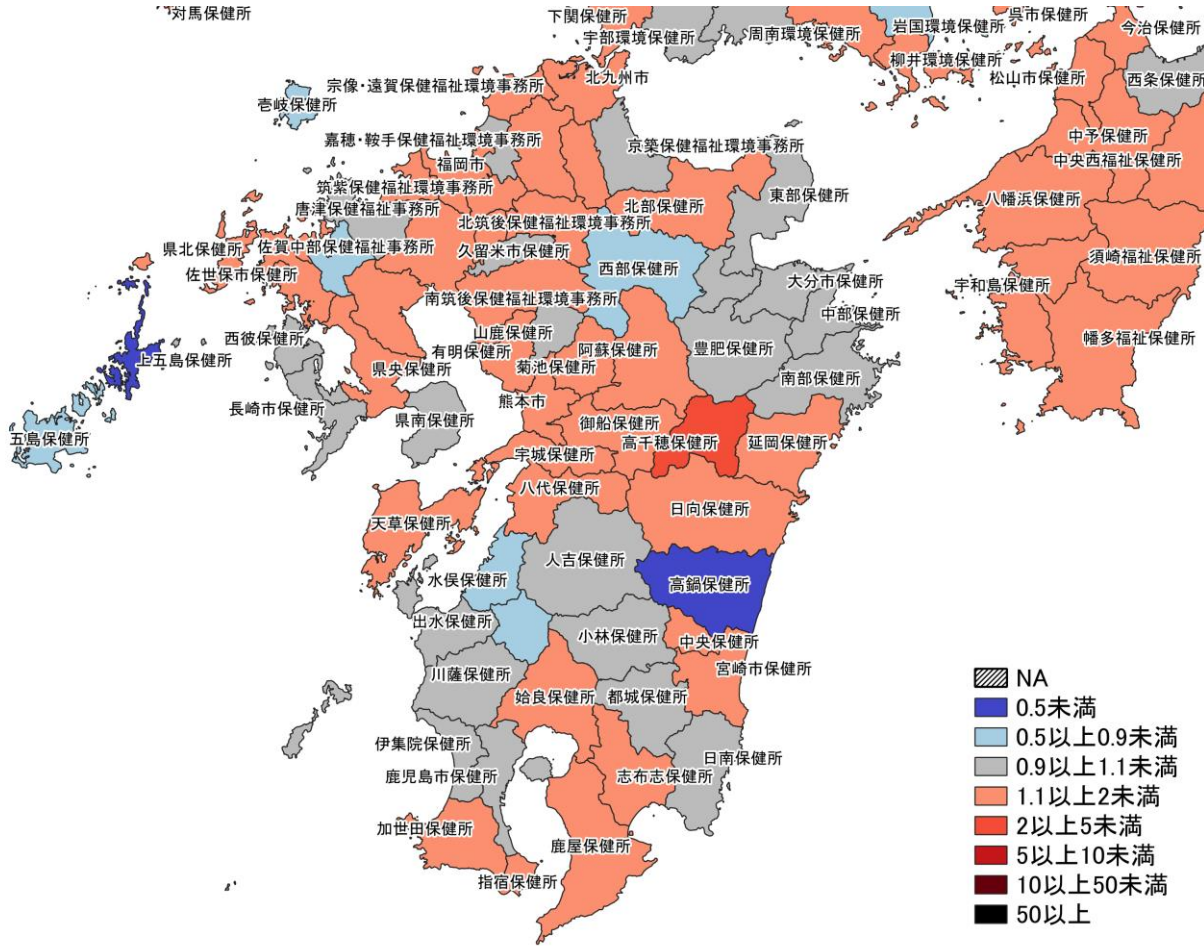 対馬保健所
下関保健所
岩国環境保健所
呉市保健所
今治保健所
宇部環境保健所
周南環境保健所
柳井環境保健所
松山市保健所
西条保健所
北九州市
宗像・遠賀保健福祉環境事務所
壱岐保健所
嘉穂・鞍手保健福祉環境事務所
京築保健福祉環境事務所
中予保健所
福岡市
中央西福祉保健所
筑紫保健福祉環境事務所
東部保健所
八幡浜保健所
唐津保健福祉事務所
北部保健所
北筑後保健福祉環境事務所
県北保健所
佐賀中部保健福祉事務所
久留米市保健所
須崎福祉保健所
佐世保市保健所
西部保健所
大分市保健所
宇和島保健所
南筑後保健福祉環境事務所
中部保健所
西彼保健所
山鹿保健所
幡多福祉保健所
上五島保健所
有明保健所
阿蘇保健所
豊肥保健所
県央保健所
菊池保健所
南部保健所
長崎市保健所
県南保健所
熊本市
御船保健所
五島保健所
高千穂保健所
延岡保健所
宇城保健所
八代保健所
日向保健所
天草保健所
人吉保健所
水俣保健所
高鍋保健所
出水保健所
小林保健所
中央保健所
川薩保健所
宮崎市保健所
姶良保健所
都城保健所
伊集院保健所
日南保健所
鹿児島市保健所
志布志保健所
加世田保健所
鹿屋保健所
指宿保健所
NA
0.5未満
0.5以上0.9未満
0.9以上1.1未満
1.1以上2未満
2以上5未満
5以上10未満
10以上50未満
50以上